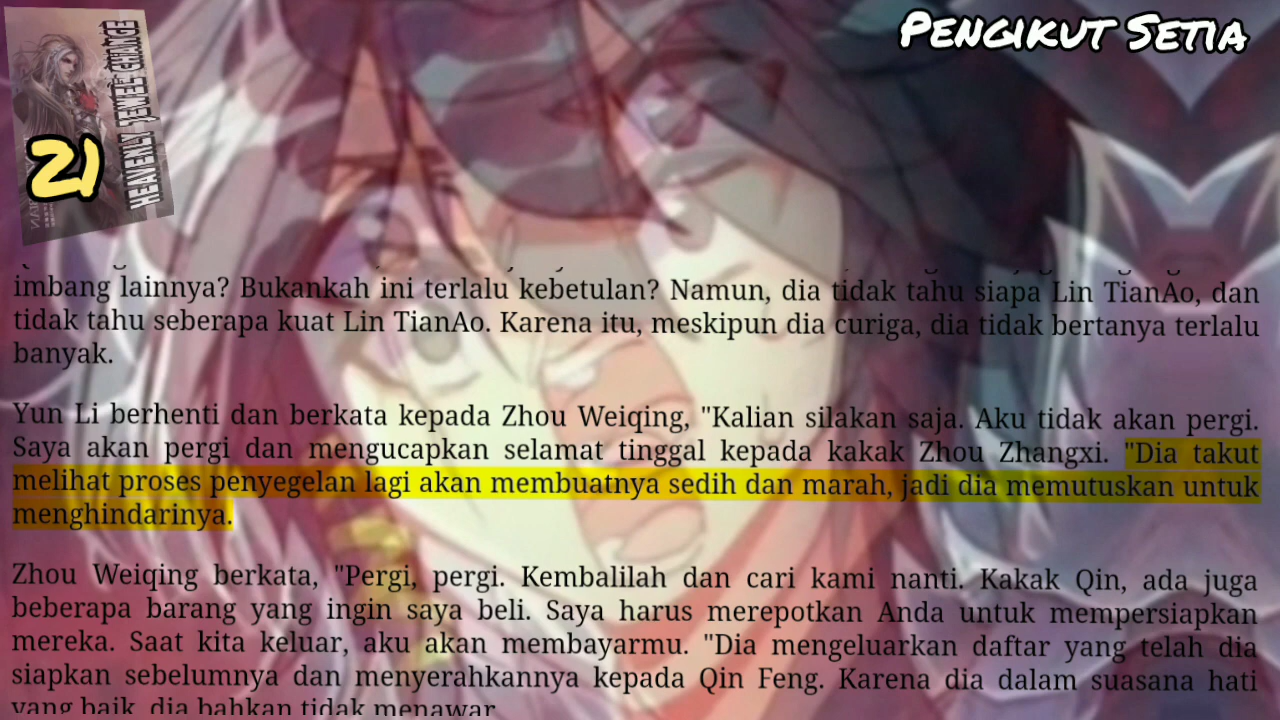 Pengikut Setia
HEAVENLY JEWEL CHANGE
21
imbang lainnya? Bukankah ini terlalu kebetulan? Namun, dia tidak tahu siapa Lin TianAo, dan
tidak tahu seberapa kuat Lin TianAo. Karena itu, meskipun dia curiga, dia tidak bertanya terlalu
banyak.
Yun Li berhenti dan berkata kepada Zhou Weiqing, "Kalian silakan saja. Aku tidak akan pergi.
Saya akan pergi dan mengucapkan selamat tinggal kepada kakak Zhou Zhangxi. "Dia takut
melihat proses penyegelan lagi akan membuatnya sedih dan marah, jadi dia memutuskan untuk
menghindarinya.
Zhou Weiqing berkata, "Pergi, pergi. Kembalilah dan cari kami nanti. Kakak Qin, ada juga
beberapa barang yang ingin saya beli. Saya harus merepotkan Anda untuk mempersiapkan
mereka. Saat kita keluar, aku akan membayarmu. "Dia mengeluarkan daftar yang telah dia
siapkan sebelumnya dan menyerahkannya kepada Qin Feng. Karena dia dalam suasana hati
yang baik, dia bahkan tidak menawar.